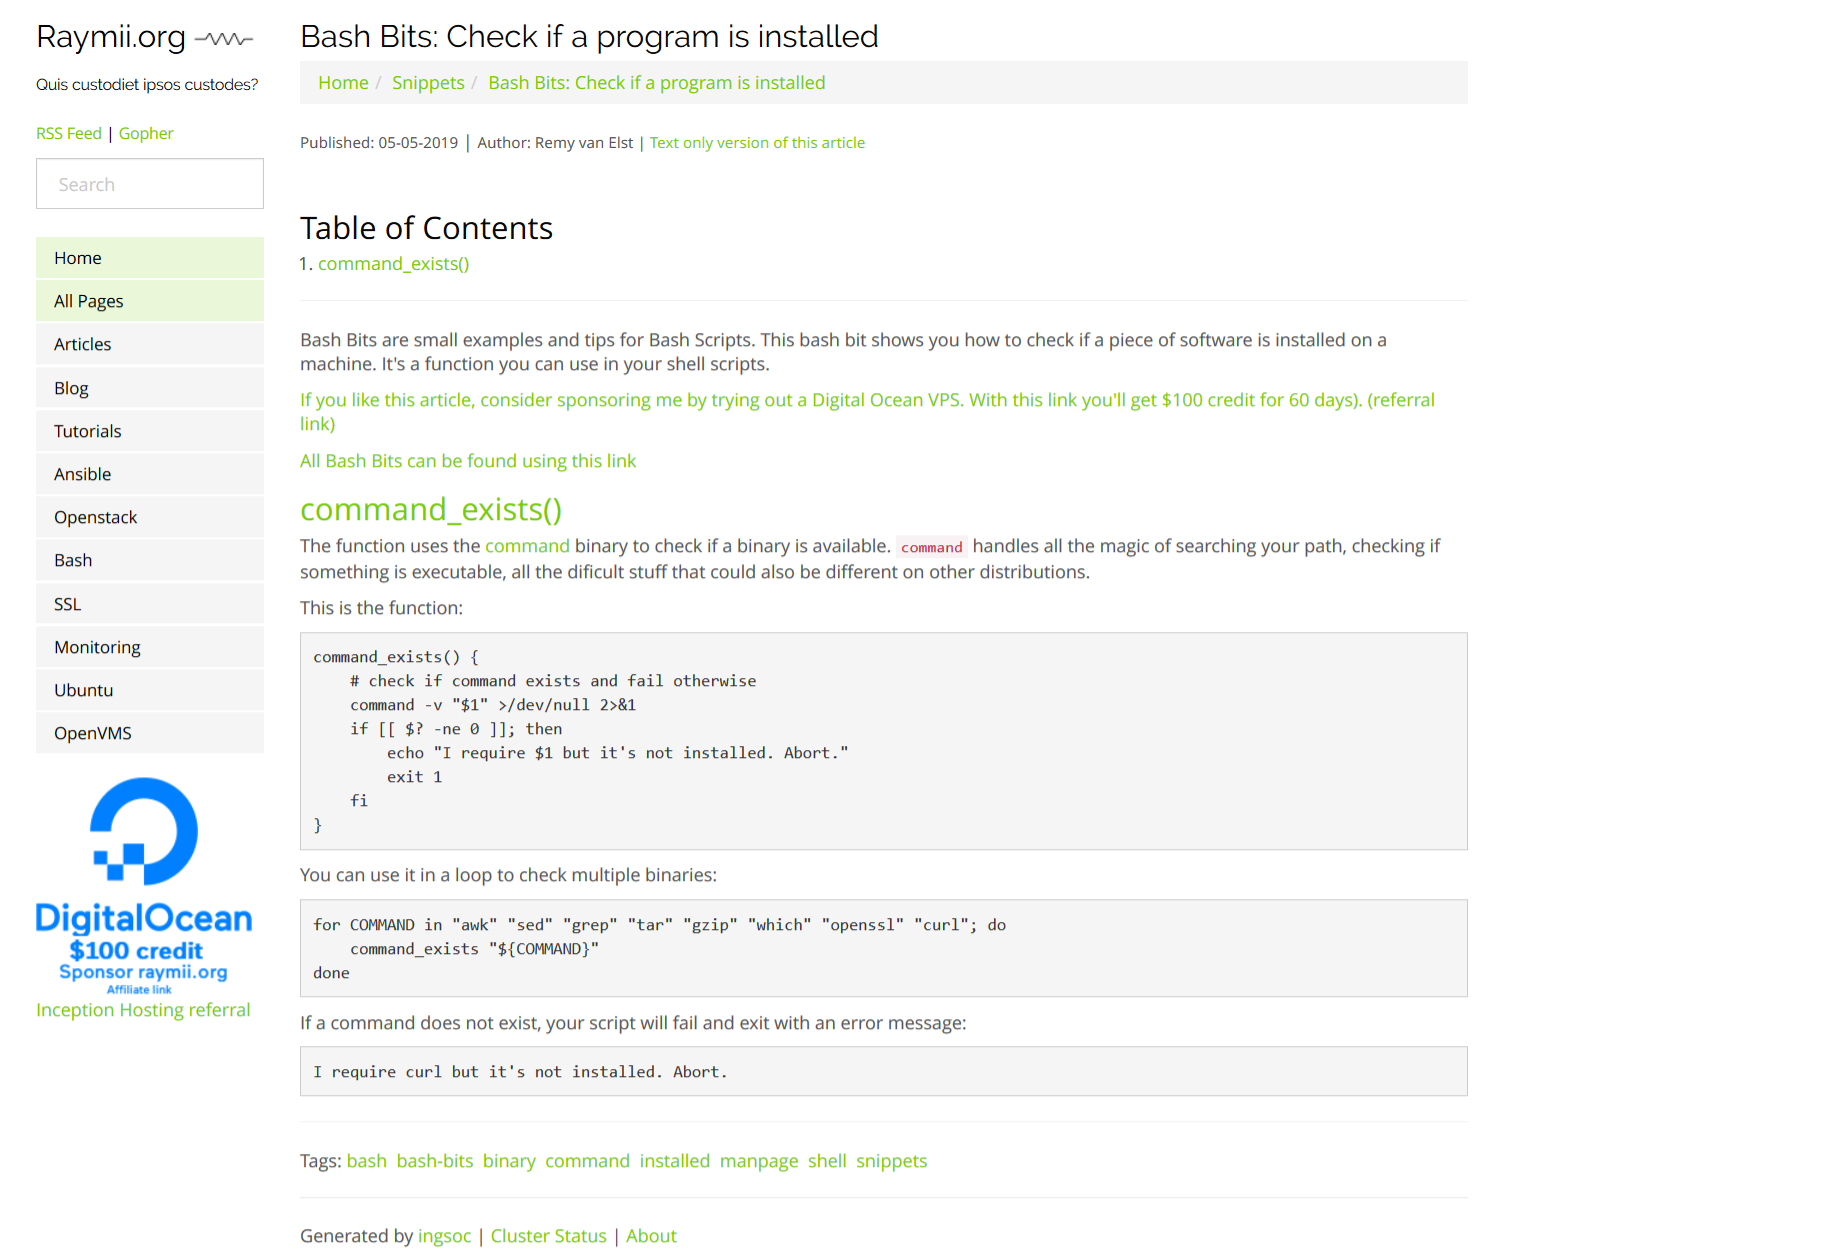 Raymii.org
Quis custodiet ipsos custodes?
RSS Feed | Gopher
Search
Home
All Pages
Articles
Blog
Tutorials
Ansible
Openstack
Bash
SSL
Monitoring
Ubuntu
OpenVMS
DigitalOcean
$100 credit
Sponsor raymii.org
Affiliate link
Inception Hosting referral
Bash Bits: Check if a program is installed
Home / Snippets / Bash Bits: Check if a program is installed
Published: 05-05-2019 | Author: Remy van Elst | Text only version of this article
Table of Contents
1. command_exists()
Bash Bits are small examples and tips for Bash Scripts. This bash bit shows you how to check if a piece of software is installed on a
machine. It's a function you can use in your shell scripts.
If you like this article, consider sponsoring me by trying out a Digital Ocean VPS. With this link you'll get $100 credit for 60 days). (referral
link)
All Bash Bits can be found using this link
command_exists()
The function uses the command binary to check if a binary is available. command handles all the magic of searching your path, checking if
something is executable, all the dificult stuff that could also be different on other distributions.
This is the function:
command_exists() {
    # check if command exists and fail otherwise
    command -v "$1" >/dev/null 2>&1
    if [[ $? -ne 0 ]]; then
        echo "I require $1 but it's not installed. Abort."
        exit 1
    fi
}
You can use it in a loop to check multiple binaries:
for COMMAND in "awk" "sed" "grep" "tar" "gzip" "which" "openssl" "curl"; do
    command_exists "${COMMAND}"
done
If a command does not exist, your script will fail and exit with an error message:
I require curl but it's not installed. Abort.
Tags: bash bash-bits binary command installed manpage shell snippets
Generated by ingsoc | Cluster Status | About